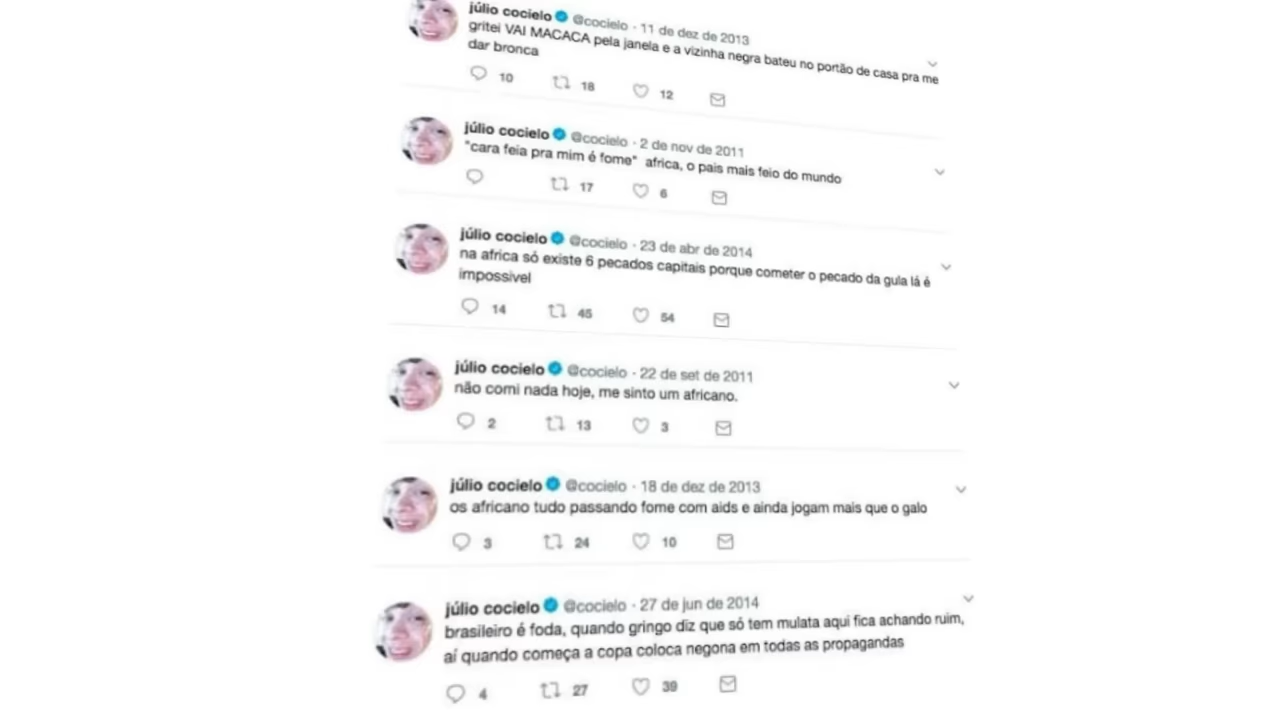 júlio cocielo @cocielo · 11 de dez de 2013
gritei VAI MACACA pela janela e a vizinha negra bateu no portão de casa pra me
dar bronca
10 18 12
júlio cocielo @cocielo · 2 de nov de 2011
"cara feia pra mim é fome" africa, o pais mais feio do mundo
17 6
júlio cocielo @cocielo · 23 de abr de 2014
na africa só existe 6 pecados capitais porque cometer o pecado da gula lá é
impossivel
14 45 54
júlio cocielo @cocielo · 22 de set de 2011
não comi nada hoje, me sinto um africano.
2 13 3
júlio cocielo @cocielo · 18 de dez de 2013
os africano tudo passando fome com aids e ainda jogam mais que o galo
3 24 10
júlio cocielo @cocielo · 27 de jun de 2014
brasileiro é foda, quando gringo diz que só tem mulata aqui fica achando ruim,
aí quando começa a copa coloca negona em todas as propagandas
4 27 39